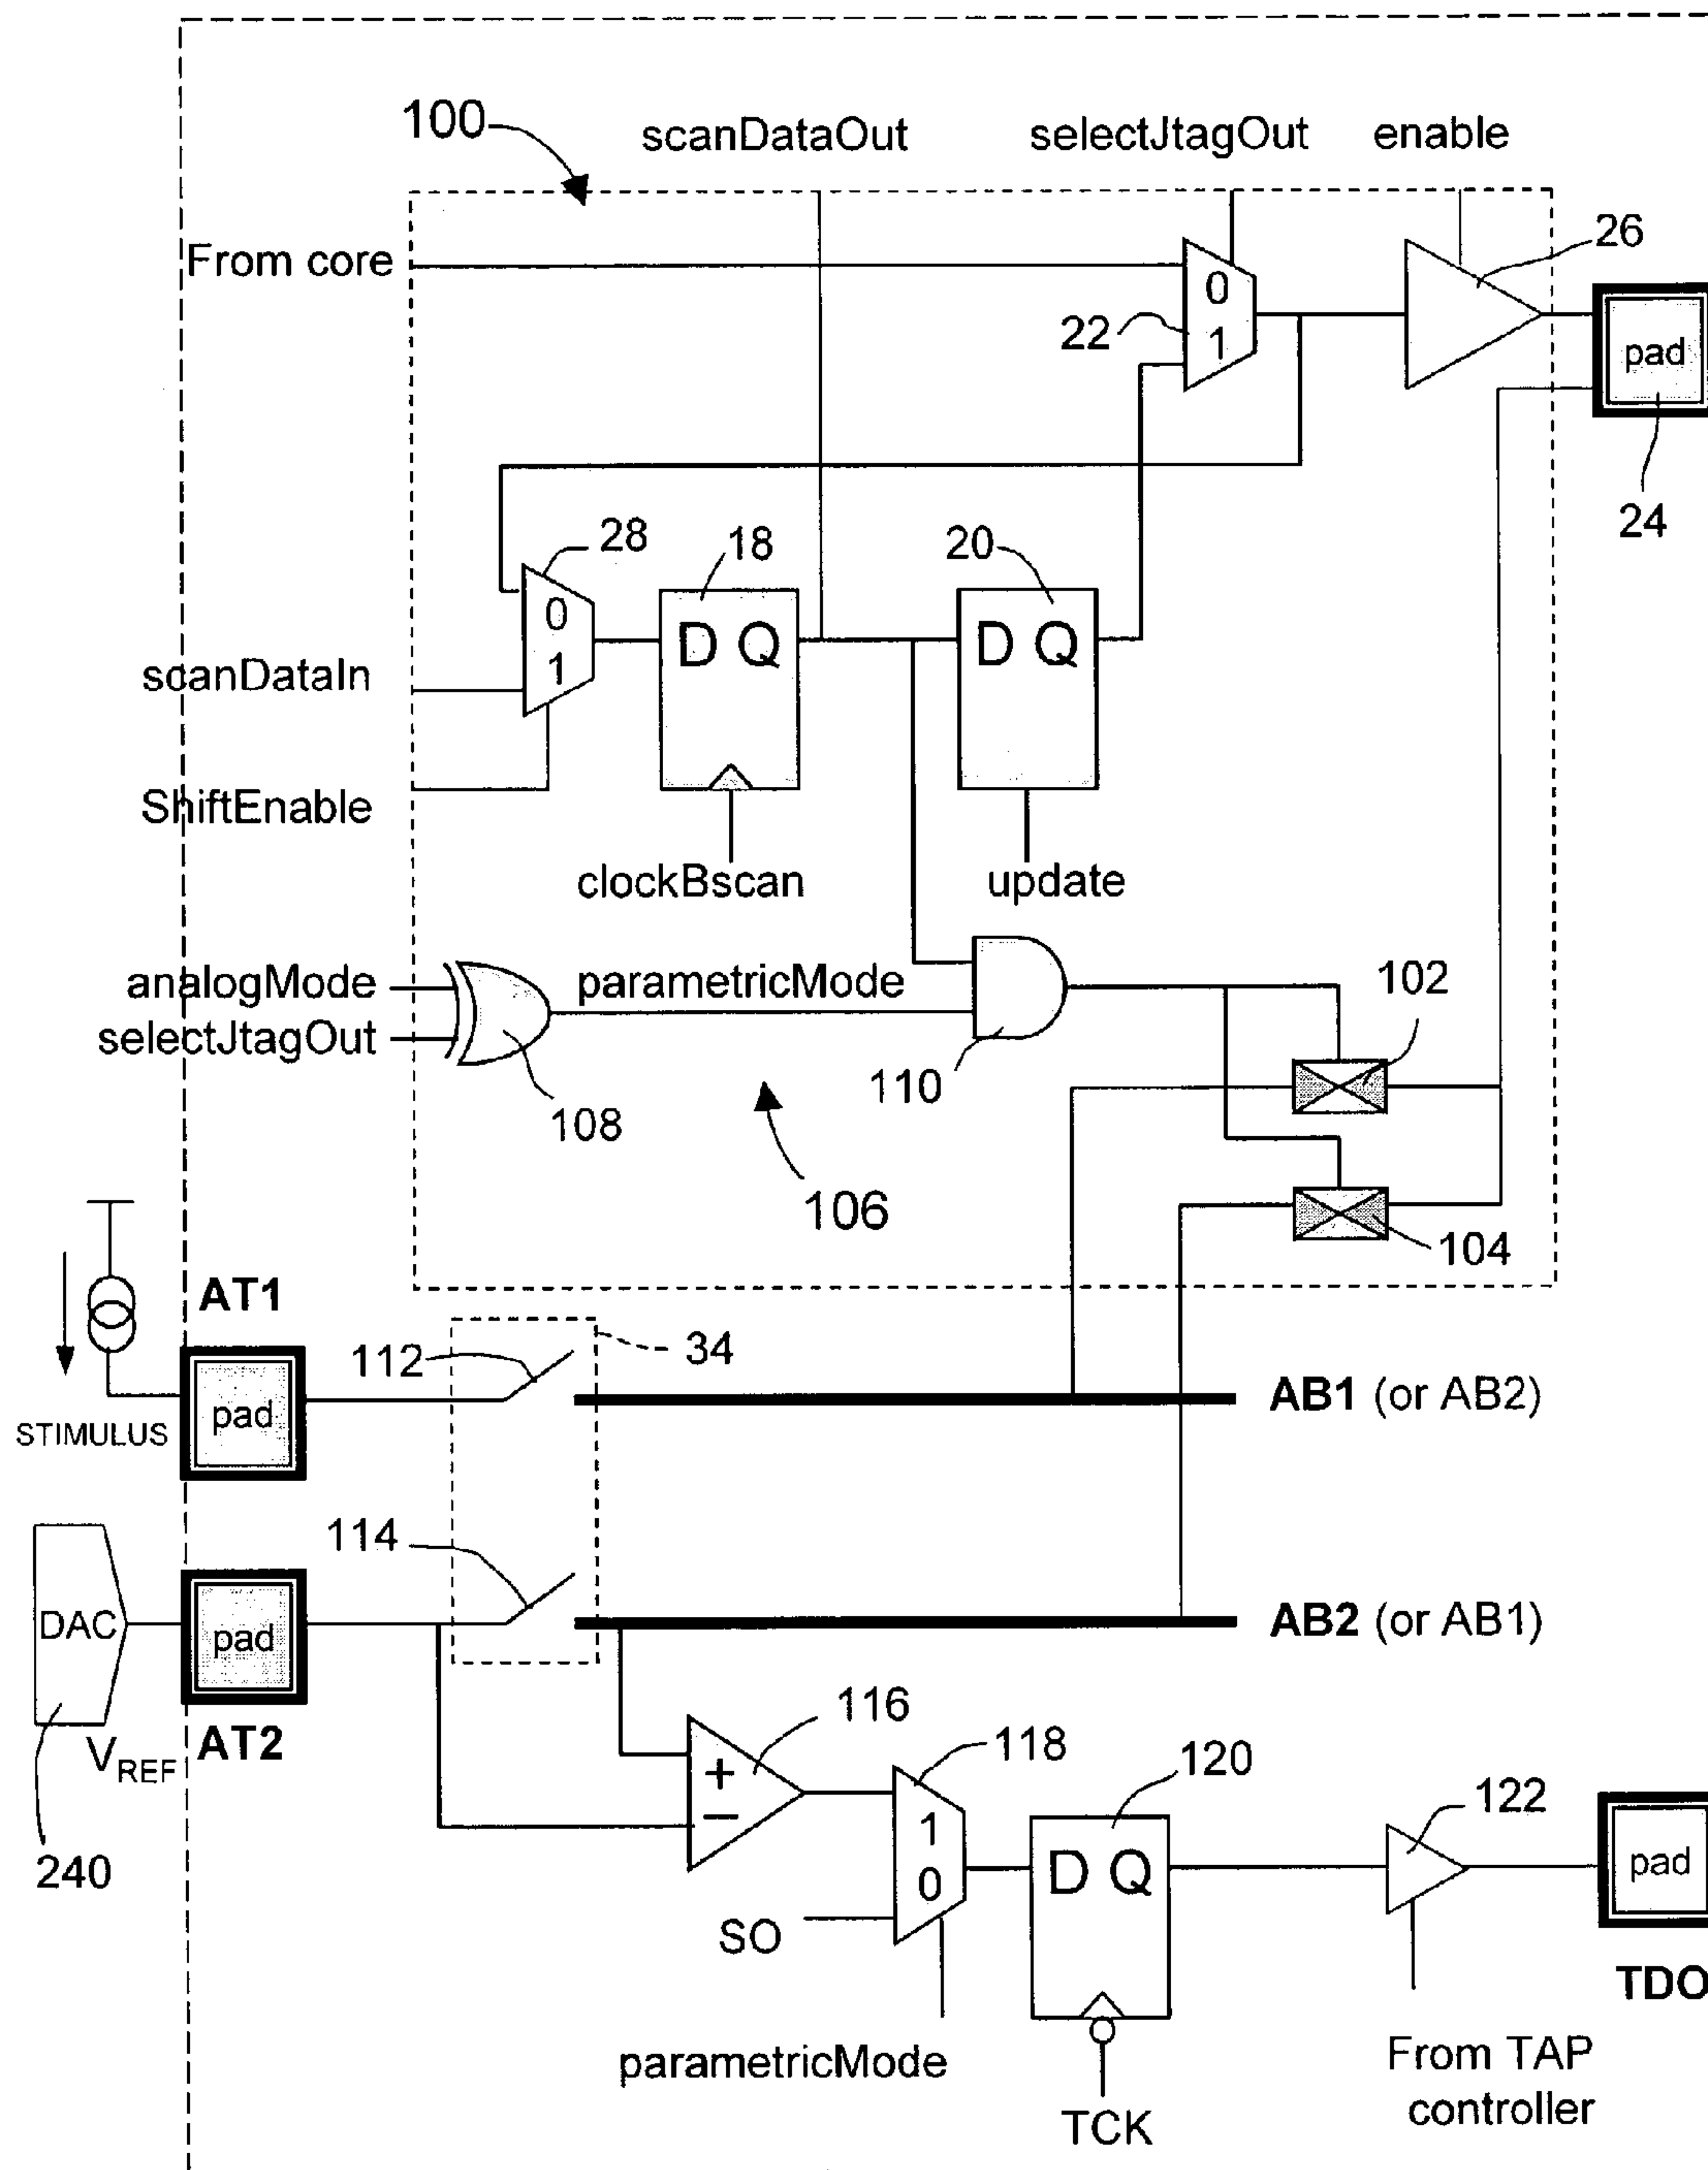 100
scanDataOut
selectJtagOut
enable
From core
0
1
22
26
pad
24
28
18
20
0
1
D Q
D Q
scanDataIn
ShiftEnable
clockBscan
update
analogMode
selectJtagOut
parametricMode
108
106
110
102
104
AT1
STIMULUS
pad
112
34
AB1 (or AB2)
114
DAC
pad
AB2 (or AB1)
VREF
AT2
240
+
−
116
118
1
0
SO
120
D Q
122
pad
TDO
parametricMode
TCK
From TAP
controller